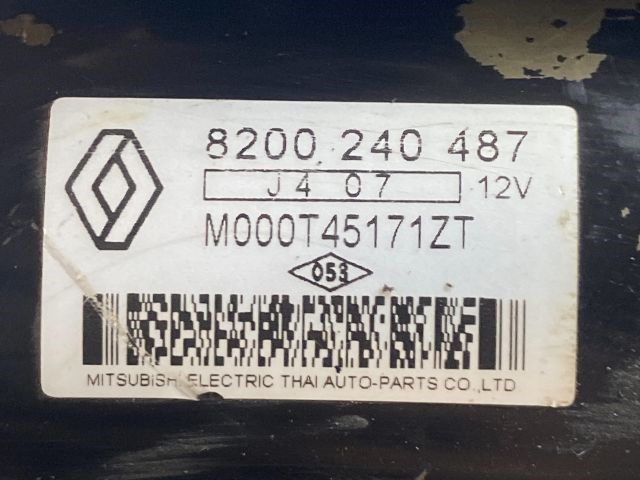 8200 240 487
J4 07 12V
M000T45171ZT
053
MITSUBISHI ELECTRIC THAI AUTO-PARTS CO.,LTD